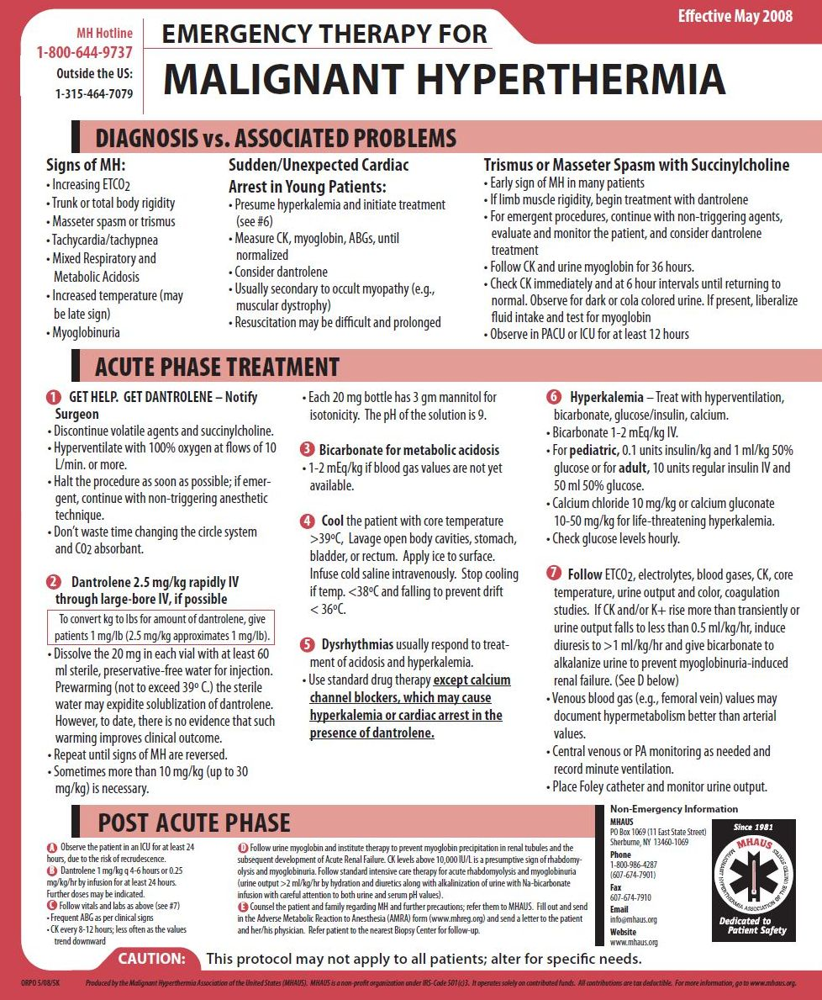 Effective May 2008
MH Hotline
1-800-644-9737
Outside the US:
1-315-464-7079
EMERGENCY THERAPY FOR
MALIGNANT HYPERTHERMIA
DIAGNOSIS vs. ASSOCIATED PROBLEMS
Signs of MH:
• Increasing ETCO2
• Trunk or total body rigidity
• Masseter spasm or trismus
• Tachycardia/tachypnea
• Mixed Respiratory and
Metabolic Acidosis
• Increased temperature (may
be late sign)
• Myoglobinuria
Sudden/Unexpected Cardiac
Arrest in Young Patients:
• Presume hyperkalemia and initiate treatment
(see #6)
• Measure CK, myoglobin, ABGs, until
normalized
• Consider dantrolene
• Usually secondary to occult myopathy (e.g.,
muscular dystrophy)
• Resuscitation may be difficult and prolonged
Trismus or Masseter Spasm with Succinylcholine
• Early sign of MH in many patients
• If limb muscle rigidity, begin treatment with dantrolene
• For emergent procedures, continue with non-triggering agents,
evaluate and monitor the patient, and consider dantrolene
treatment
• Follow CK and urine myoglobin for 36 hours.
• Check CK immediately and at 6 hour intervals until returning to
normal. Observe for dark or cola colored urine. If present, liberalize
fluid intake and test for myoglobin
• Observe in PACU or ICU for at least 12 hours
ACUTE PHASE TREATMENT
1 GET HELP. GET DANTROLENE – Notify
Surgeon
• Discontinue volatile agents and succinylcholine.
• Hyperventilate with 100% oxygen at flows of 10
L/min. or more.
• Halt the procedure as soon as possible; if emer-
gent, continue with non-triggering anesthetic
technique.
• Don't waste time changing the circle system
and CO2 absorbant.
2 Dantrolene 2.5 mg/kg rapidly IV
through large-bore IV, if possible
To convert kg to lbs for amount of dantrolene, give
patients 1 mg/lb (2.5 mg/kg approximates 1 mg/lb).
• Dissolve the 20 mg in each vial with at least 60
ml sterile, preservative-free water for injection.
Prewarming (not to exceed 39º C.) the sterile
water may expidite solublization of dantrolene.
However, to date, there is no evidence that such
warming improves clinical outcome.
• Repeat until signs of MH are reversed.
• Sometimes more than 10 mg/kg (up to 30
mg/kg) is necessary.
• Each 20 mg bottle has 3 gm mannitol for
isotonicity. The pH of the solution is 9.
3 Bicarbonate for metabolic acidosis
• 1-2 mEq/kg if blood gas values are not yet
available.
4 Cool the patient with core temperature
>39ºC, Lavage open body cavities, stomach,
bladder, or rectum. Apply ice to surface.
Infuse cold saline intravenously. Stop cooling
if temp. <38ºC and falling to prevent drift
< 36ºC.
5 Dysrhythmias usually respond to treat-
ment of acidosis and hyperkalemia.
• Use standard drug therapy except calcium
channel blockers, which may cause
hyperkalemia or cardiac arrest in the
presence of dantrolene.
6 Hyperkalemia – Treat with hyperventilation,
bicarbonate, glucose/insulin, calcium.
• Bicarbonate 1-2 mEq/kg IV.
• For pediatric, 0.1 units insulin/kg and 1 ml/kg 50%
glucose or for adult, 10 units regular insulin IV and
50 ml 50% glucose.
• Calcium chloride 10 mg/kg or calcium gluconate
10-50 mg/kg for life-threatening hyperkalemia.
• Check glucose levels hourly.
7 Follow ETCO2, electrolytes, blood gases, CK, core
temperature, urine output and color, coagulation
studies. If CK and/or K+ rise more than transiently or
urine output falls to less than 0.5 ml/kg/hr, induce
diuresis to >1 ml/kg/hr and give bicarbonate to
alkalanize urine to prevent myoglobinuria-induced
renal failure. (See D below)
• Venous blood gas (e.g., femoral vein) values may
document hypermetabolism better than arterial
values.
• Central venous or PA monitoring as needed and
record minute ventilation.
• Place Foley catheter and monitor urine output.
POST ACUTE PHASE
A Observe the patient in an ICU for at least 24
hours, due to the risk of recrudescence.
B Dantrolene 1 mg/kg q 4-6 hours or 0.25
mg/kg/hr by infusion for at least 24 hours.
Further doses may be indicated.
C Follow vitals and labs as above (see #7)
• Frequent ABG as per clinical signs
• CK every 8-12 hours; less often as the values
trend downward
D Follow urine myoglobin and institute therapy to prevent myoglobin precipitation in renal tubules and the
subsequent development of Acute Renal Failure. CK levels above 10,000 IU/L is a presumptive sign of rhabdomy-
olysis and myoglobinuria. Follow standard intensive care therapy for acute rhabdomyolysis and myoglobinuria
(urine output >2 ml/kg/hr by hydration and diuretics along with alkalinization of urine with Na-bicarbonate
infusion with careful attention to both urine and serum pH values).
E Counsel the patient and family regarding MH and further precautions; refer them to MHAUS. Fill out and send
in the Adverse Metabolic Reaction to Anesthesia (AMRA) form (www.mhreg.org) and send a letter to the patient
and her/his physician. Refer patient to the nearest Biopsy Center for follow-up.
Non-Emergency Information
MHAUS
PO Box 1069 (11 East State Street)
Sherburne, NY 13460-1069
Phone
1-800-986-4287
(607-674-7901)
Fax
607-674-7910
Email
info@mhaus.org
Website
www.mhaus.org
Since 1981
MHAUS
MALIGNANT HYPERTHERMIA ASSOCIATION OF THE UNITED STATES
Dedicated to
Patient Safety
CAUTION: This protocol may not apply to all patients; alter for specific needs.
ORPO 5/08/5K Produced by the Malignant Hyperthermia Association of the United States (MHAUS). MHAUS is a non-profit organization under IRS-Code 501(c)3. It operates solely on contributed funds. All contributions are tax deductible. For more information, go to www.mhaus.org.